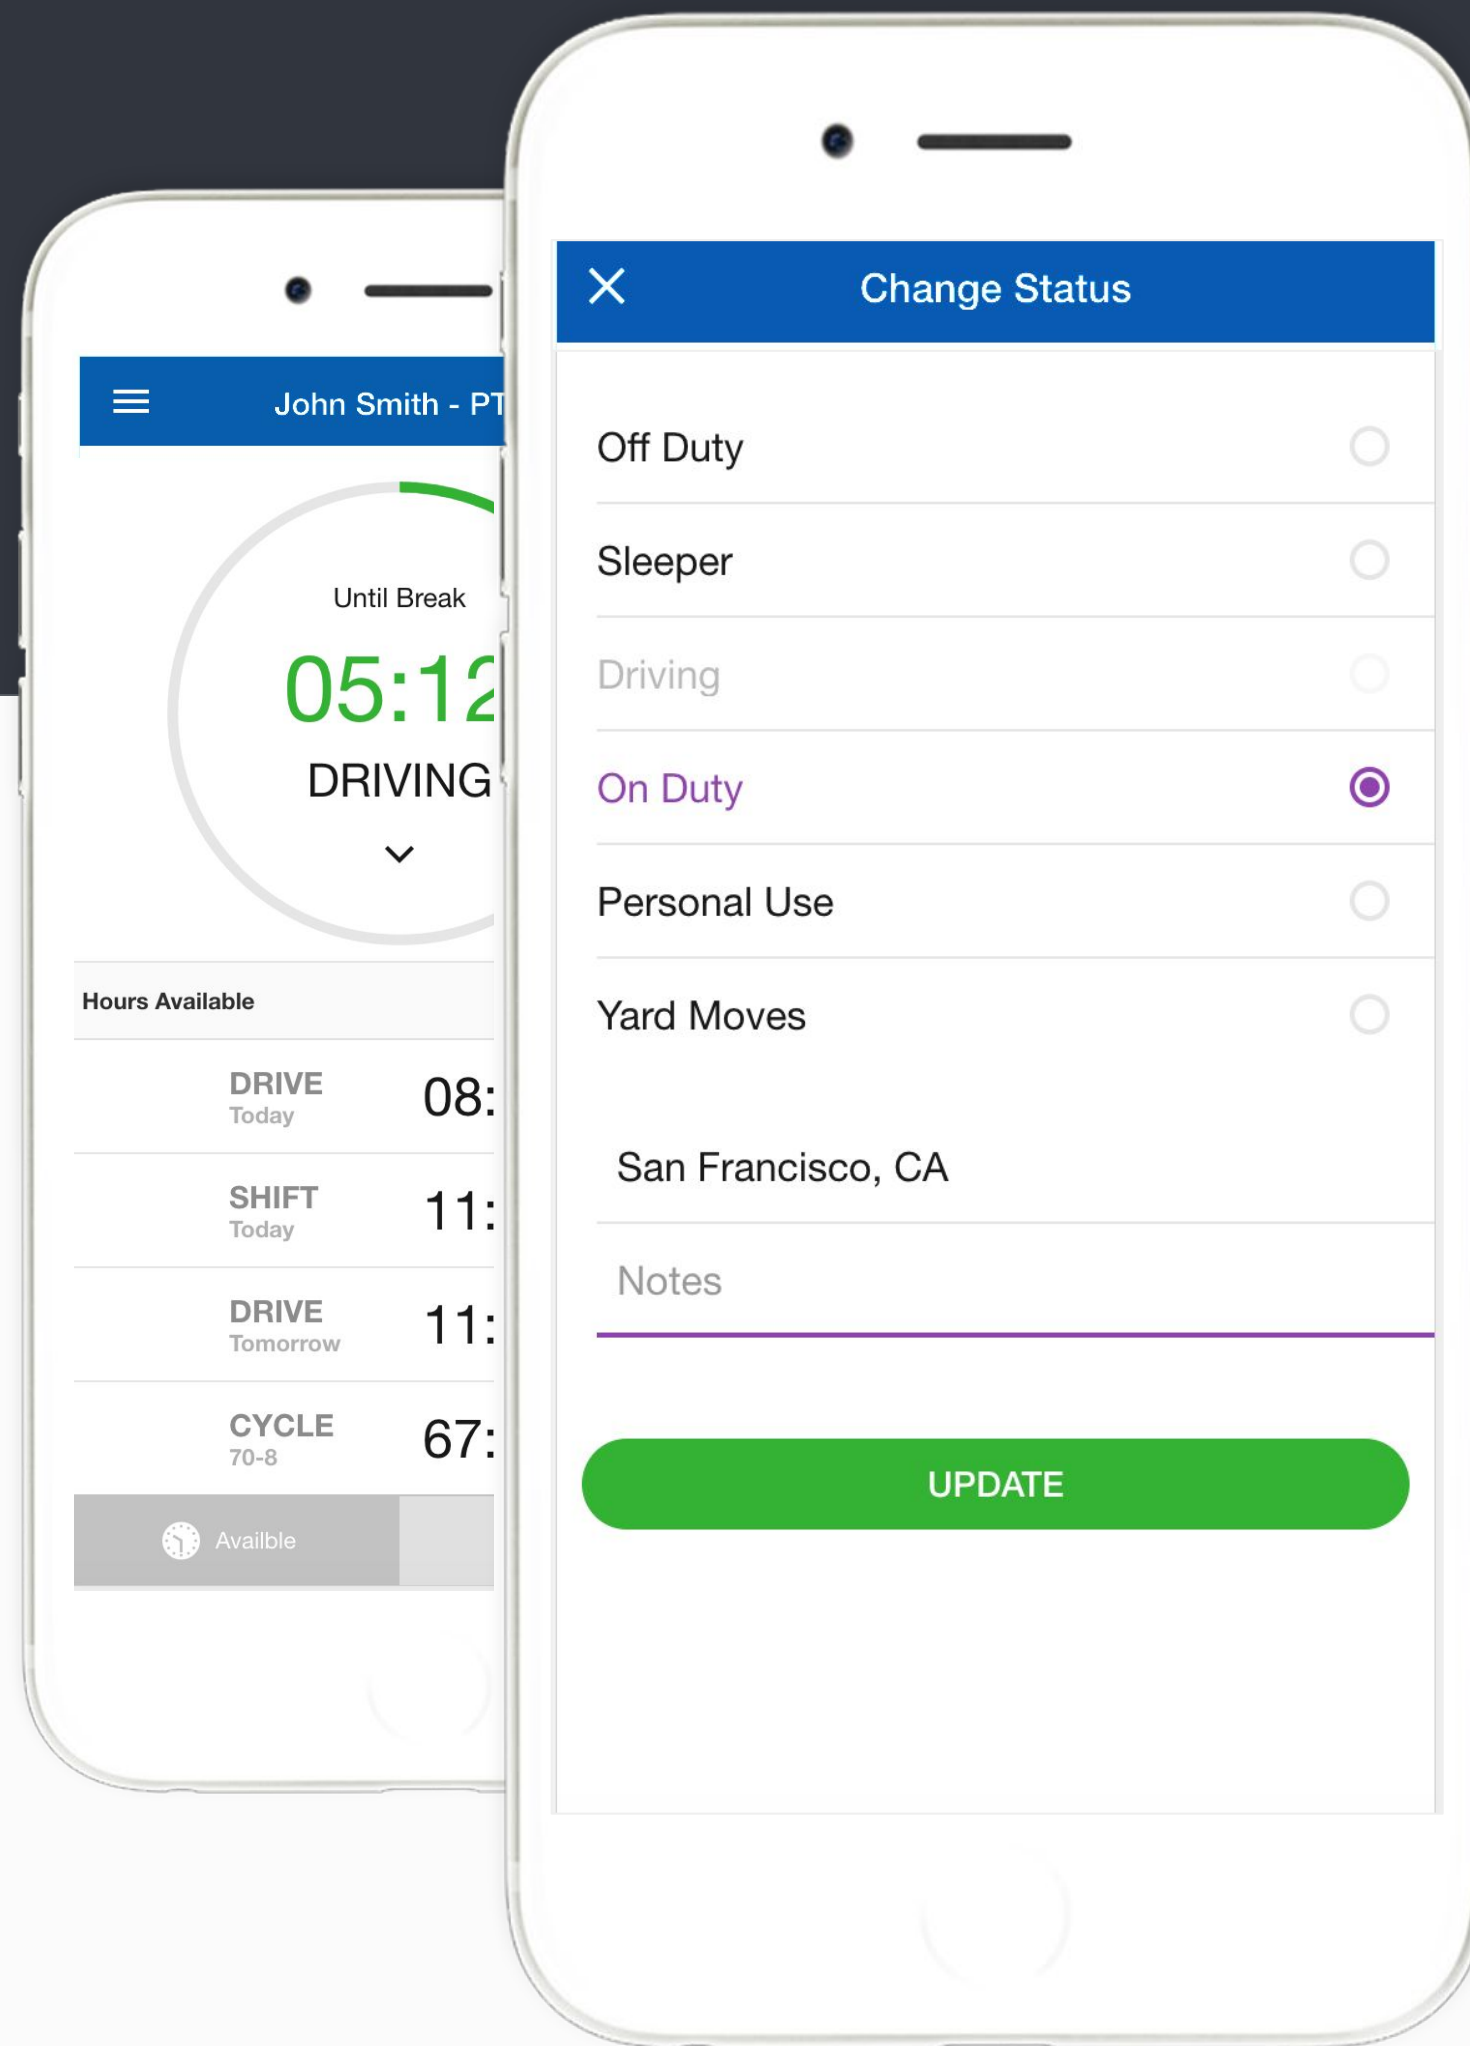 John Smith - PT
Until Break
05:12
DRIVING
Hours Available
DRIVE
Today
08:
SHIFT
Today
11:
DRIVE
Tomorrow
11:
CYCLE
70-8
67:
Availble
Change Status
Off Duty
Sleeper
Driving
On Duty
Personal Use
Yard Moves
San Francisco, CA
Notes
UPDATE